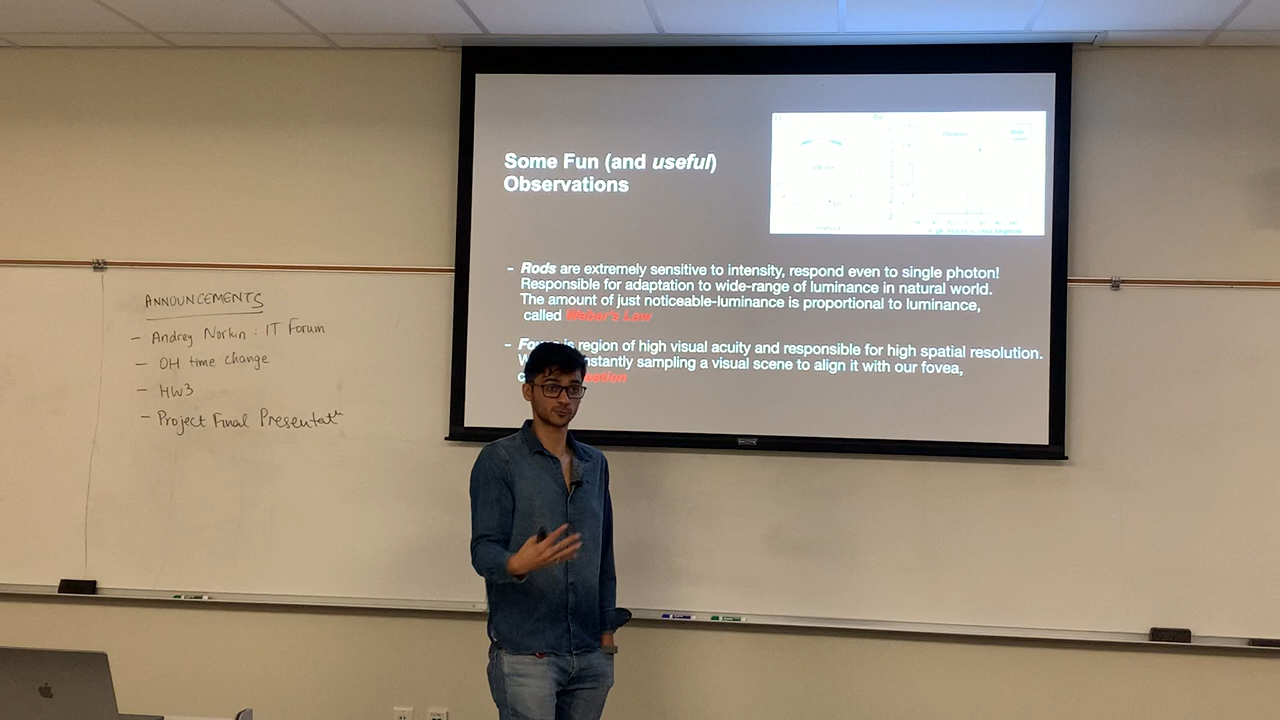 ANNOUNCEMENTS
- Andrey Norkin : IT Forum
- OH time change
- HW3
- Project Final Presentatn
Some Fun (and useful)
Observations
- Rods are extremely sensitive to intensity, respond even to single photon!
Responsible for adaptation to wide-range of luminance in natural world.
The amount of just noticeable-luminance is proportional to luminance,
called Weber's Law
- is region of high visual acuity and responsible for high spatial resolution.
constantly sampling a visual scene to align it with our fovea,